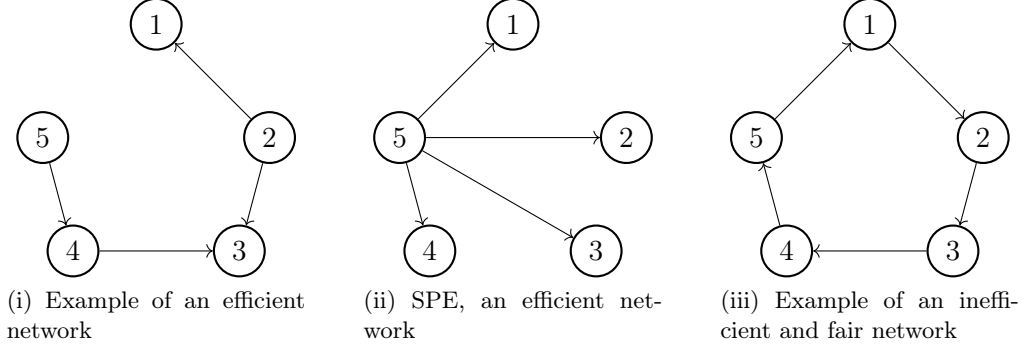 1
5
2
4
3
(i) Example of an efficient
network
1
5
2
4
3
(ii) SPE, an efficient net-
work
1
5
2
4
3
(iii) Example of an ineffi-
cient and fair network